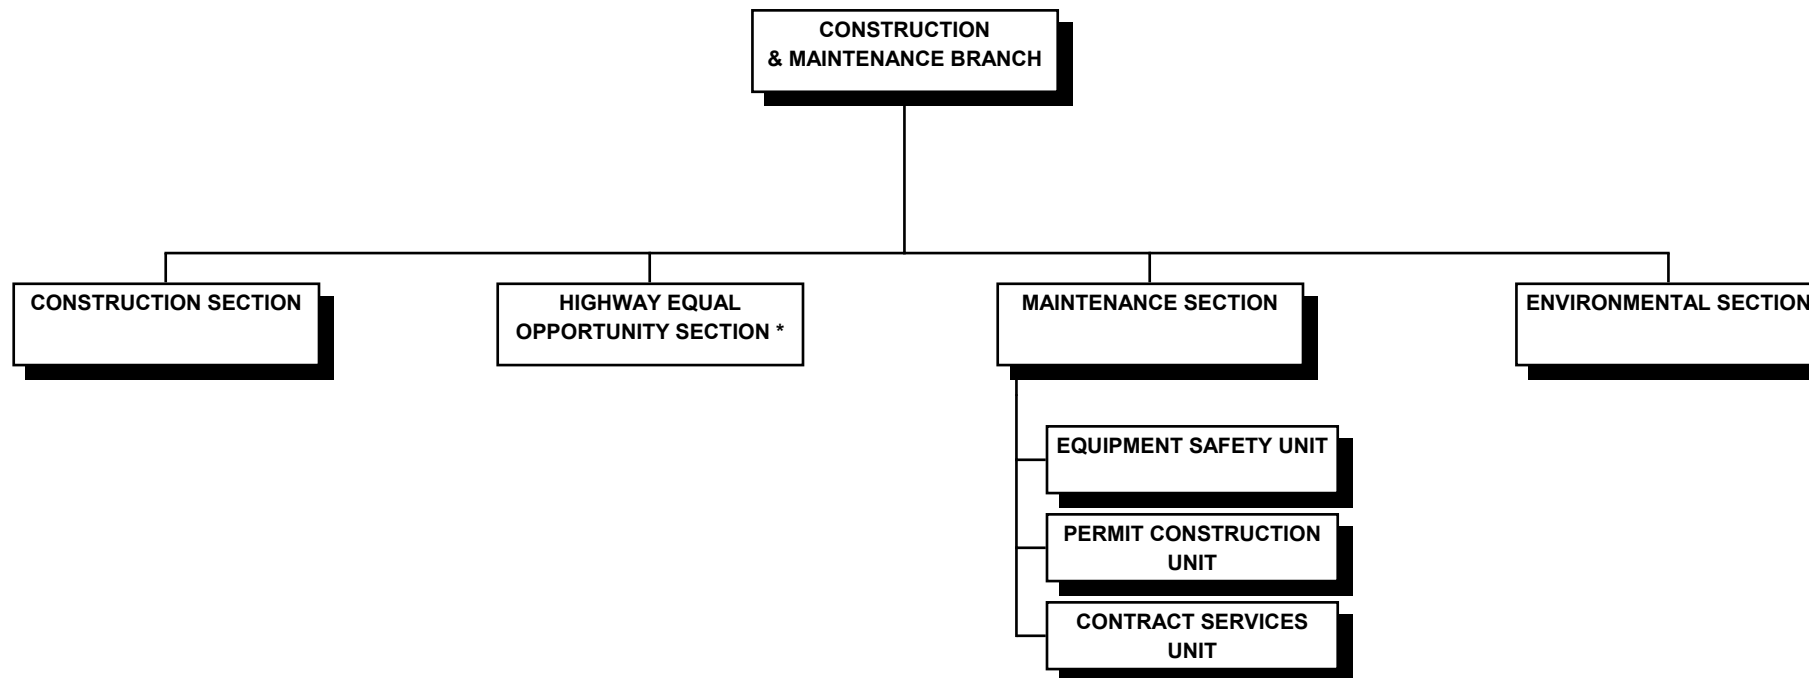 CONSTRUCTION
& MAINTENANCE BRANCH
CONSTRUCTION SECTION
HIGHWAY EQUAL
OPPORTUNITY SECTION *
MAINTENANCE SECTION
ENVIRONMENTAL SECTION
EQUIPMENT SAFETY UNIT
PERMIT CONSTRUCTION
UNIT
CONTRACT SERVICES
UNIT